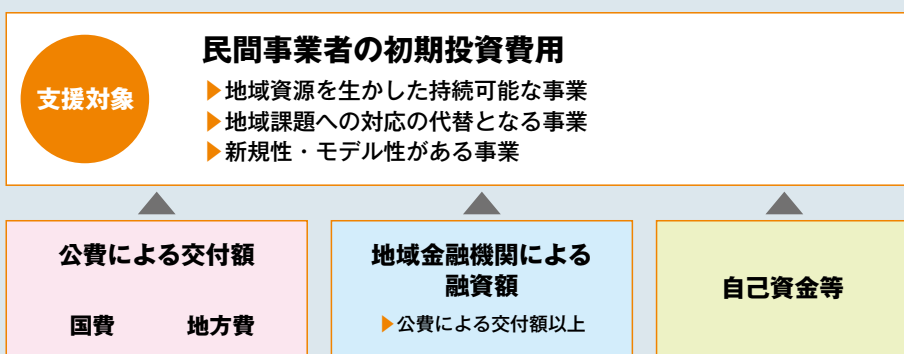 支援対象
民間事業者の初期投資費用
▶地域資源を生かした持続可能な事業
▶地域課題への対応の代替となる事業
▶新規性・モデル性がある事業
公費による交付額
国費 地方費
地域金融機関による
融資額
▶公費による交付額以上
自己資金等